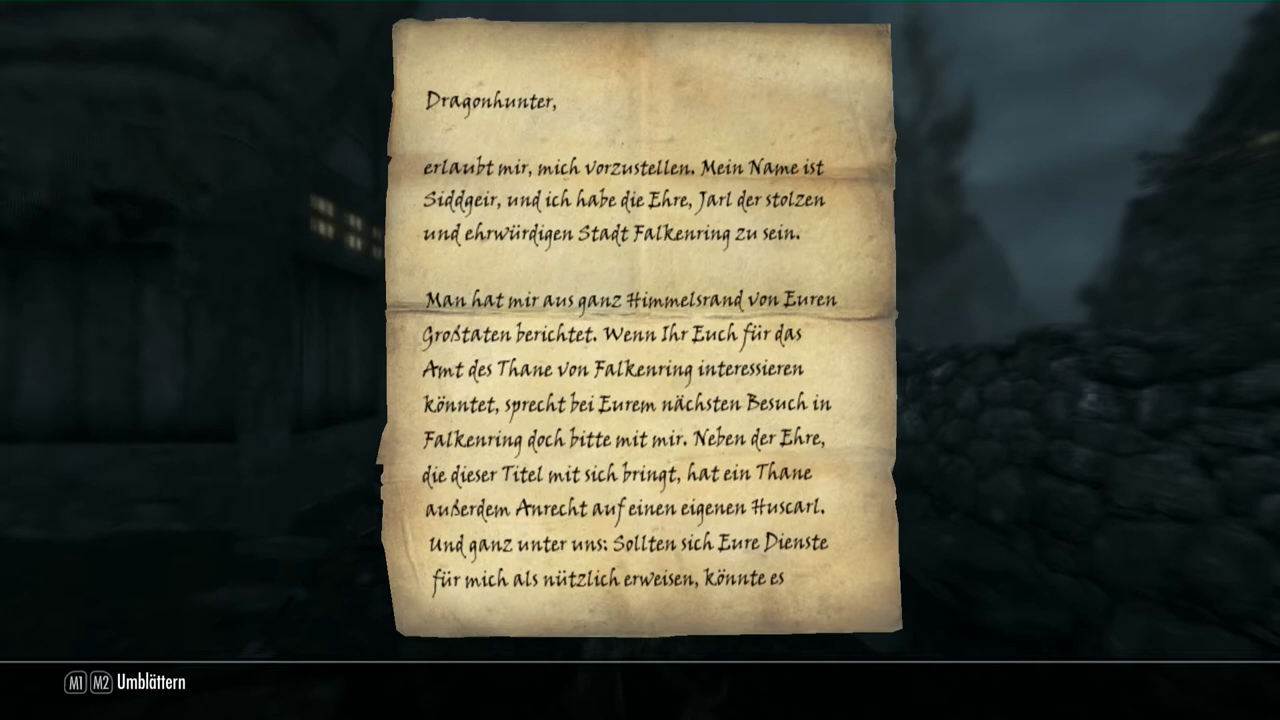 Dragonhunter,
erlaubt mir, mich vorzustellen. Mein Name ist
Siddgeir, und ich habe die Ehre, Jarl der stolzen
und ehrwürdigen Stadt Falkenring zu sein.
Man hat mir aus ganz Himmelsrand von Euren
Großtaten berichtet. Wenn Ihr Euch für das
Amt des Thane von Falkenring interessieren
könntet, sprecht bei Eurem nächsten Besuch in
Falkenring doch bitte mit mir. Neben der Ehre,
die dieser Titel mit sich bringt, hat ein Thane
außerdem Anrecht auf einen eigenen Huscarl.
Und ganz unter uns: Sollten sich Eure Dienste
für mich als nützlich erweisen, könnte es
M1 M2 Umblättern